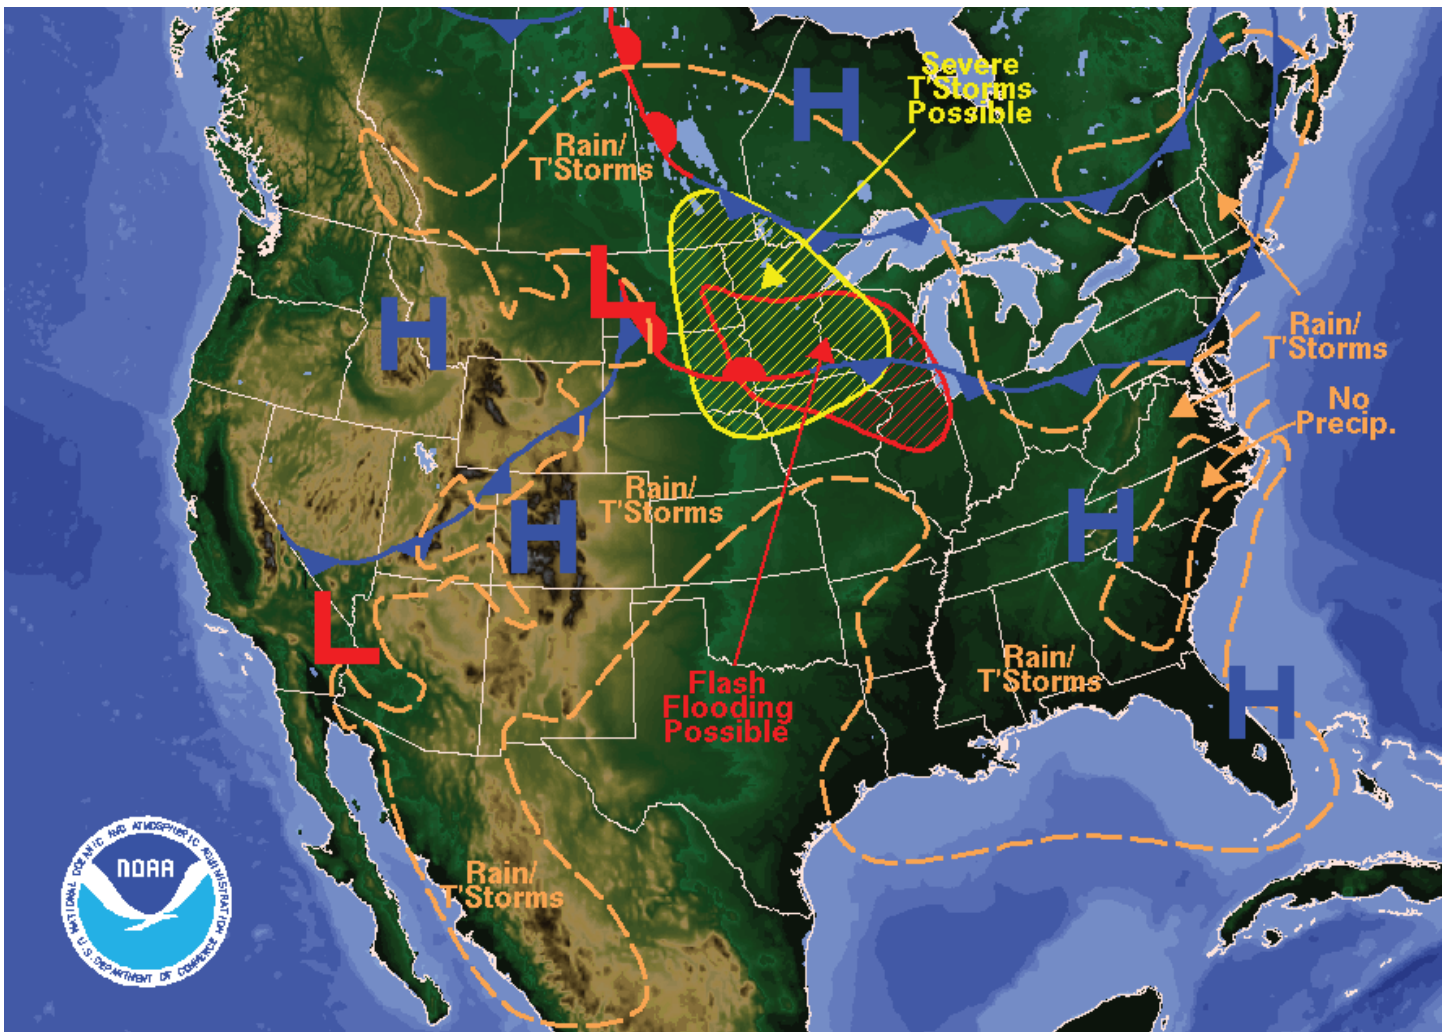 Severe
T'Storms
Possible
H
Rain/
T'Storms
L
H
Rain/
T'Storms
No
Precip.
Rain/
T'Storms
H
H
L
Rain/
T'Storms
Flash
Flooding
Possible
H
Rain/
T'Storms
NATIONAL OCEANIC AND ATMOSPHERIC ADMINISTRATION
NOAA
U.S. DEPARTMENT OF COMMERCE